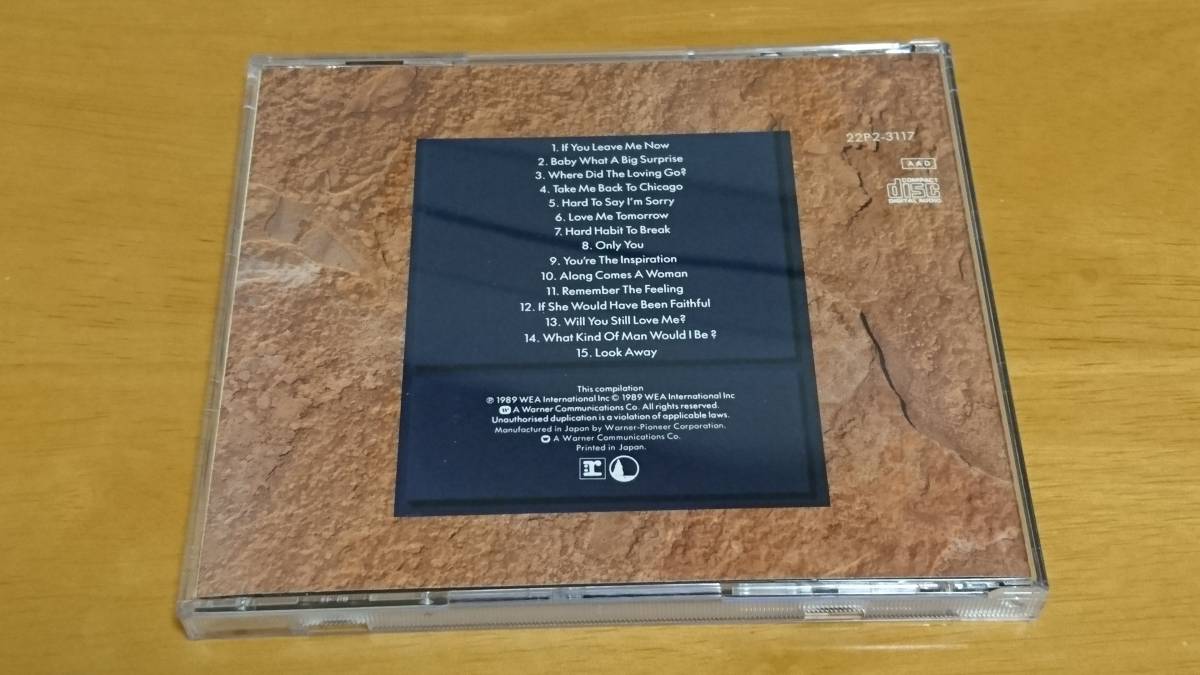 22P2-3117
AAD
COMPACT
disc
DIGITAL AUDIO
1. If You Leave Me Now
2. Baby What A Big Surprise
3. Where Did The Loving Go?
4. Take Me Back To Chicago
5. Hard To Say I'm Sorry
6. Love Me Tomorrow
7. Hard Habit To Break
8. Only You
9. You're The Inspiration
10. Along Comes A Woman
11. Remember The Feeling
12. If She Would Have Been Faithful
13. Will You Still Love Me?
14. What Kind Of Man Would I Be ?
15. Look Away
This compilation
℗ 1989 WEA International Inc © 1989 WEA International Inc
A Warner Communications Co. All rights reserved.
Unauthorised duplication is a violation of applicable laws.
Manufactured in Japan by Warner-Pioneer Corporation.
A Warner Communications Co.
Printed in Japan.
r